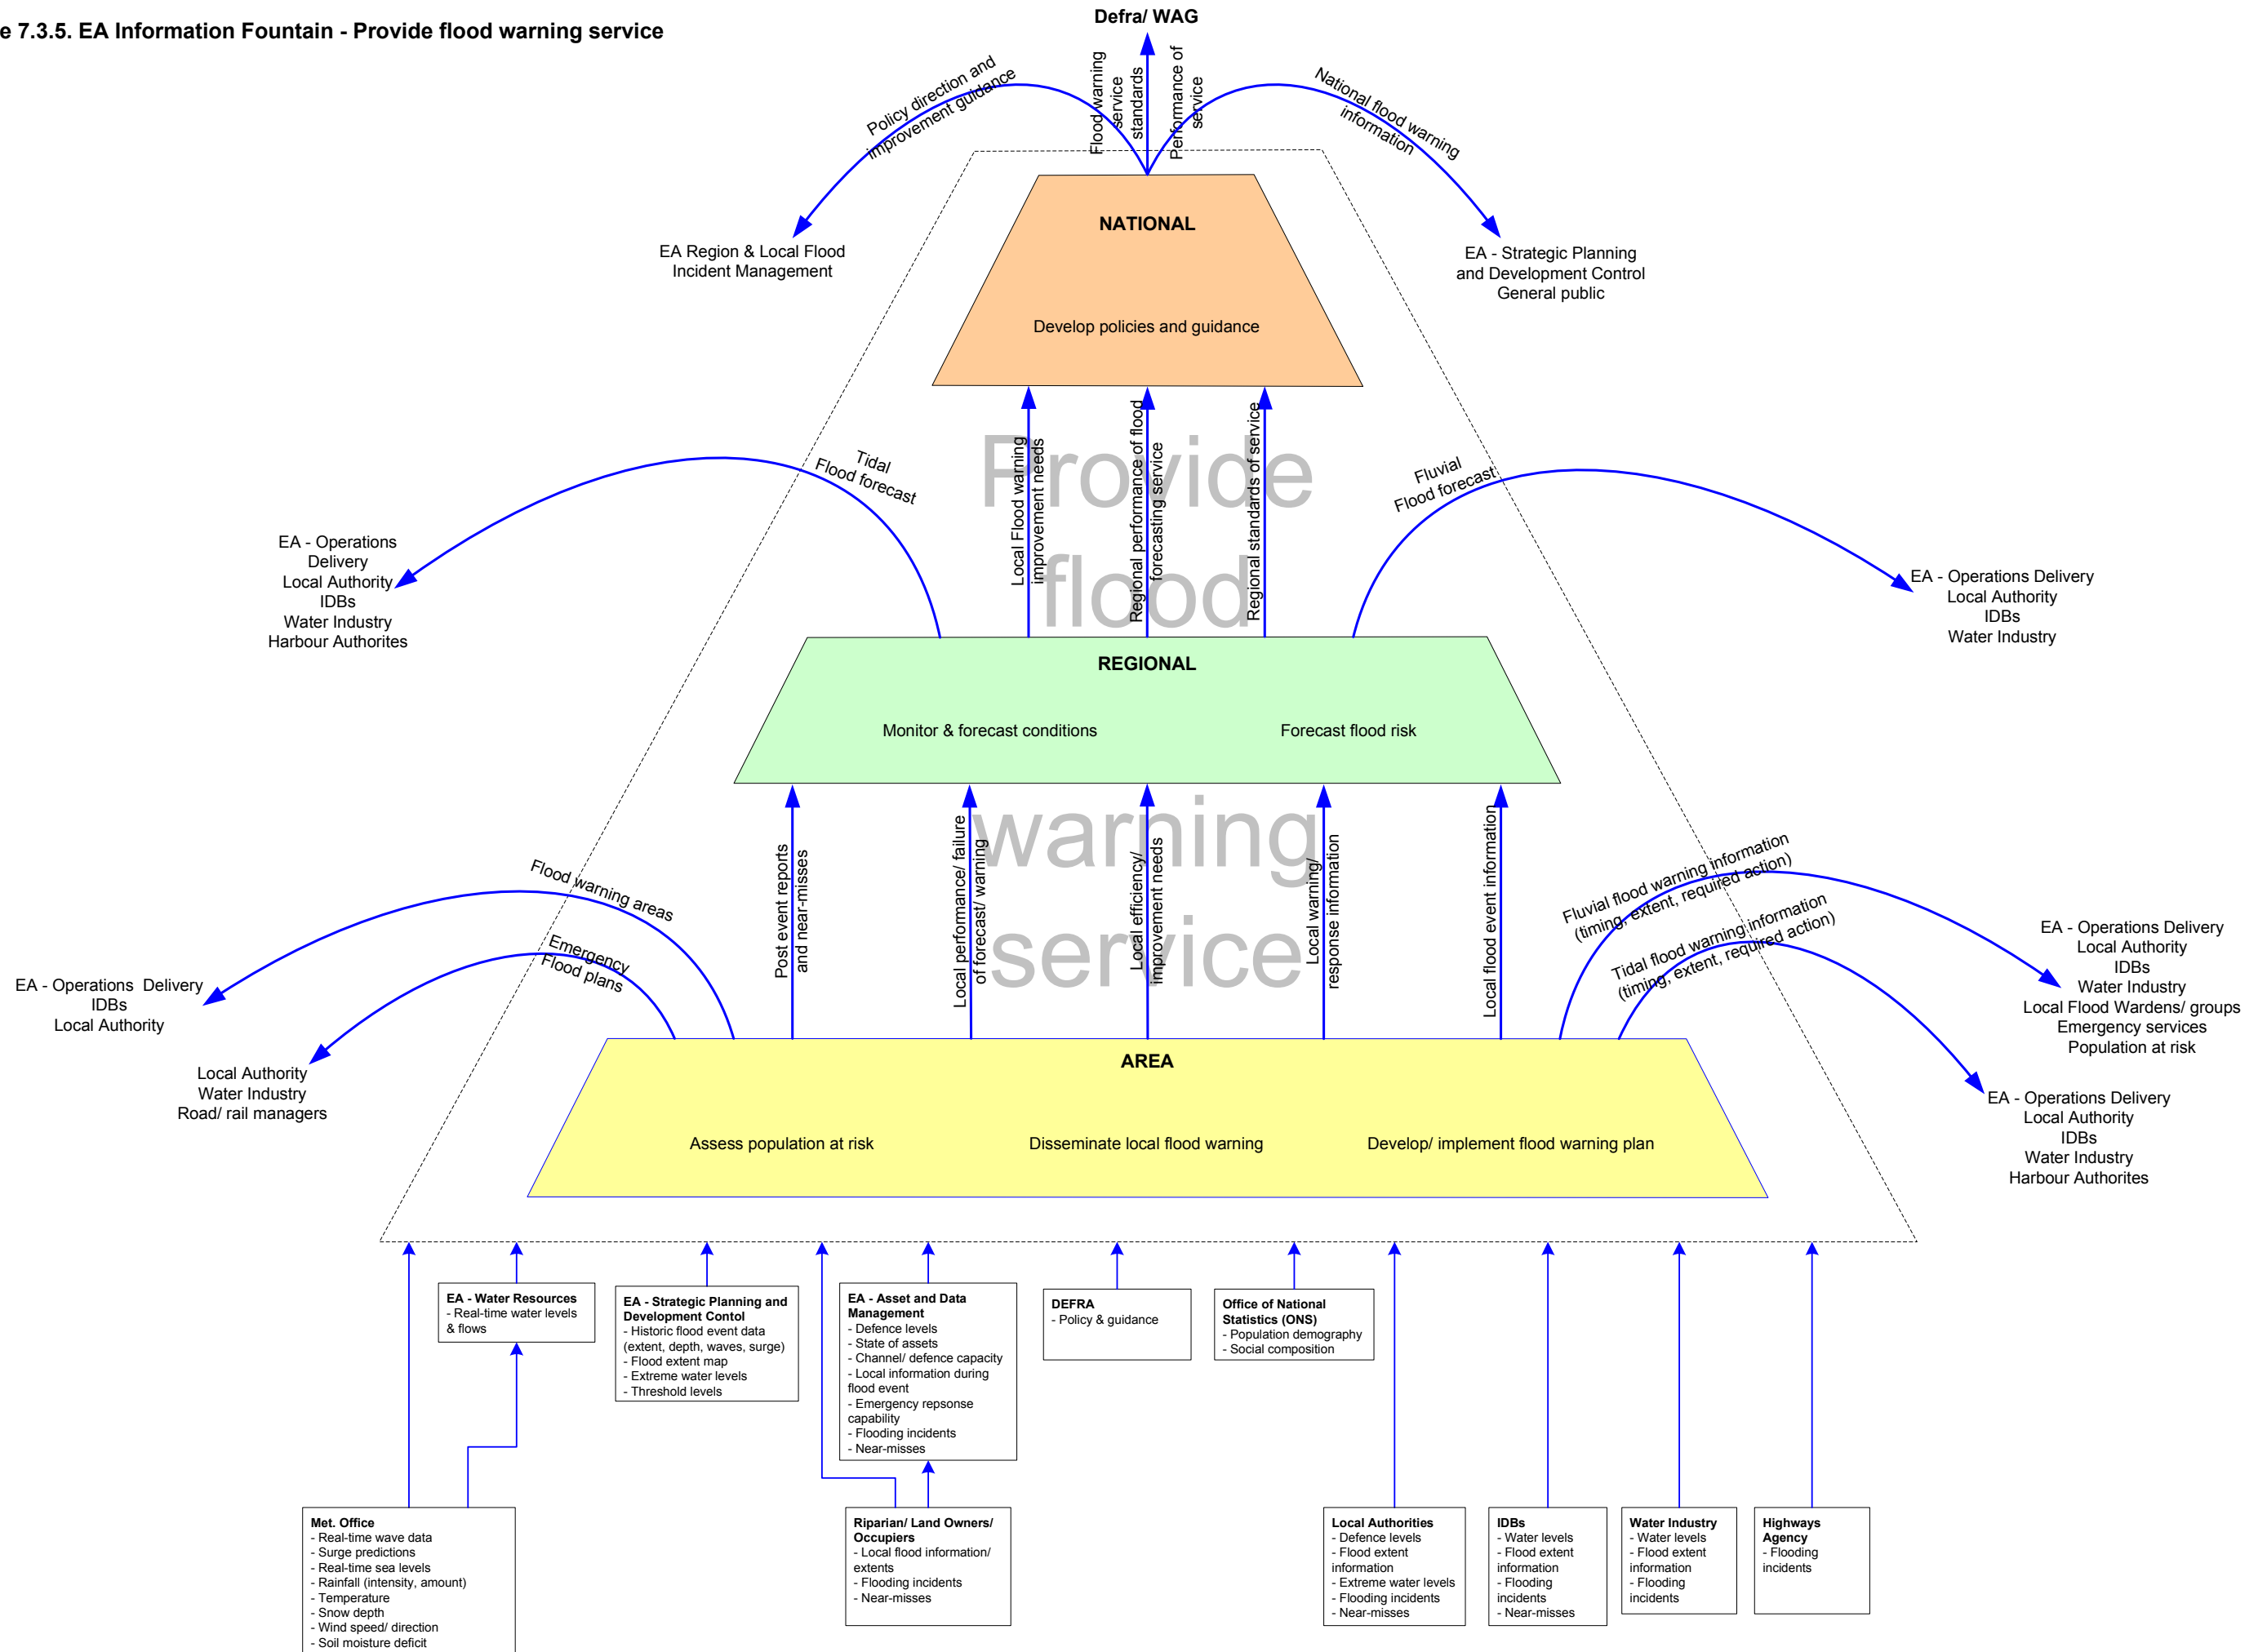 e 7.3.5. EA Information Fountain - Provide flood warning service
Defra/ WAG
Policy direction and
improvement guidance
Flood warning
service
standards
Performance of
service
National flood warning
information
EA Region & Local Flood
Incident Management
EA - Strategic Planning
and Development Control
General public
NATIONAL
Develop policies and guidance
Provide
flood
warning
service
Local Flood warning
improvement needs
Regional performance of flood
forecasting service
Regional standards of service
Tidal
Flood forecast
Fluvial
Flood forecast
EA - Operations
Delivery
Local Authority
IDBs
Water Industry
Harbour Authorites
EA - Operations Delivery
Local Authority
IDBs
Water Industry
REGIONAL
Monitor & forecast conditions
Forecast flood risk
Post event reports
and near-misses
Local performance/ failure
of forecast/ warning
Local efficiency/
improvement needs
Local warning/
response information
Local flood event information
Flood warning areas
Emergency
Flood plans
Fluvial flood warning information
(timing, extent, required action)
Tidal flood warning information
(timing, extent, required action)
EA - Operations  Delivery
IDBs
Local Authority
Local Authority
Water Industry
Road/ rail managers
EA - Operations Delivery
Local Authority
IDBs
Water Industry
Local Flood Wardens/ groups
Emergency services
Population at risk
EA - Operations Delivery
Local Authority
IDBs
Water Industry
Harbour Authorites
AREA
Assess population at risk
Disseminate local flood warning
Develop/ implement flood warning plan
EA - Water Resources
- Real-time water levels
& flows
EA - Strategic Planning and
Development Contol
- Historic flood event data
(extent, depth, waves, surge)
- Flood extent map
- Extreme water levels
- Threshold levels
EA - Asset and Data
Management
- Defence levels
- State of assets
- Channel/ defence capacity
- Local information during
flood event
- Emergency repsonse
capability
- Flooding incidents
- Near-misses
DEFRA
- Policy & guidance
Office of National
Statistics (ONS)
- Population demography
- Social composition
Met. Office
- Real-time wave data
- Surge predictions
- Real-time sea levels
- Rainfall (intensity, amount)
- Temperature
- Snow depth
- Wind speed/ direction
- Soil moisture deficit
Riparian/ Land Owners/
Occupiers
- Local flood information/
extents
- Flooding incidents
- Near-misses
Local Authorities
- Defence levels
- Flood extent
information
- Extreme water levels
- Flooding incidents
- Near-misses
IDBs
- Water levels
- Flood extent
information
- Flooding
incidents
- Near-misses
Water Industry
- Water levels
- Flood extent
information
- Flooding
incidents
Highways
Agency
- Flooding
incidents